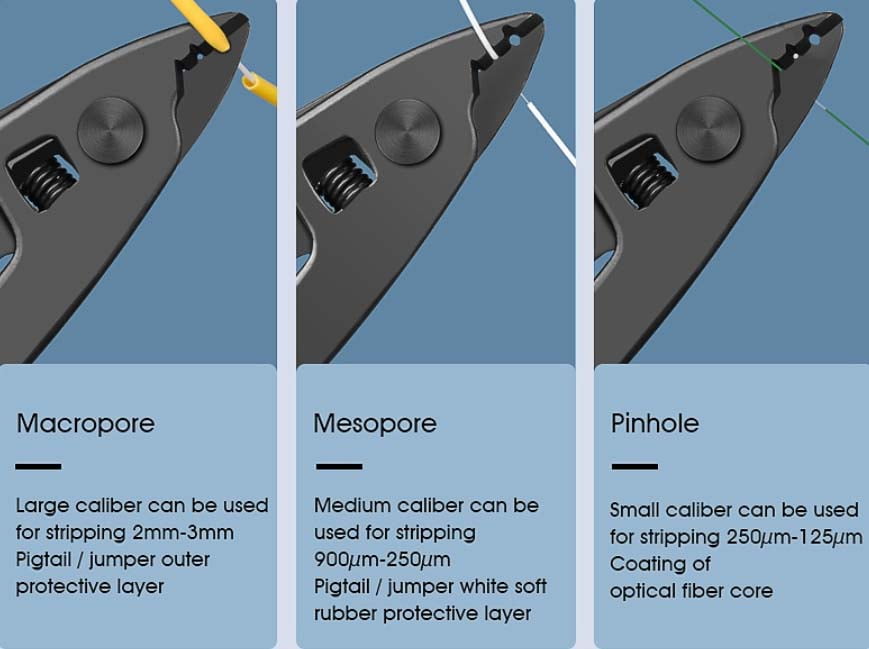 Macropore
Large caliber can be used
for stripping 2mm-3mm
Pigtail / jumper outer
protective layer
Mesopore
Medium caliber can be
used for stripping
900μm-250μm
Pigtail / jumper white soft
rubber protective layer
Pinhole
Small caliber can be used
for stripping 250μm-125μm
Coating of
optical fiber core